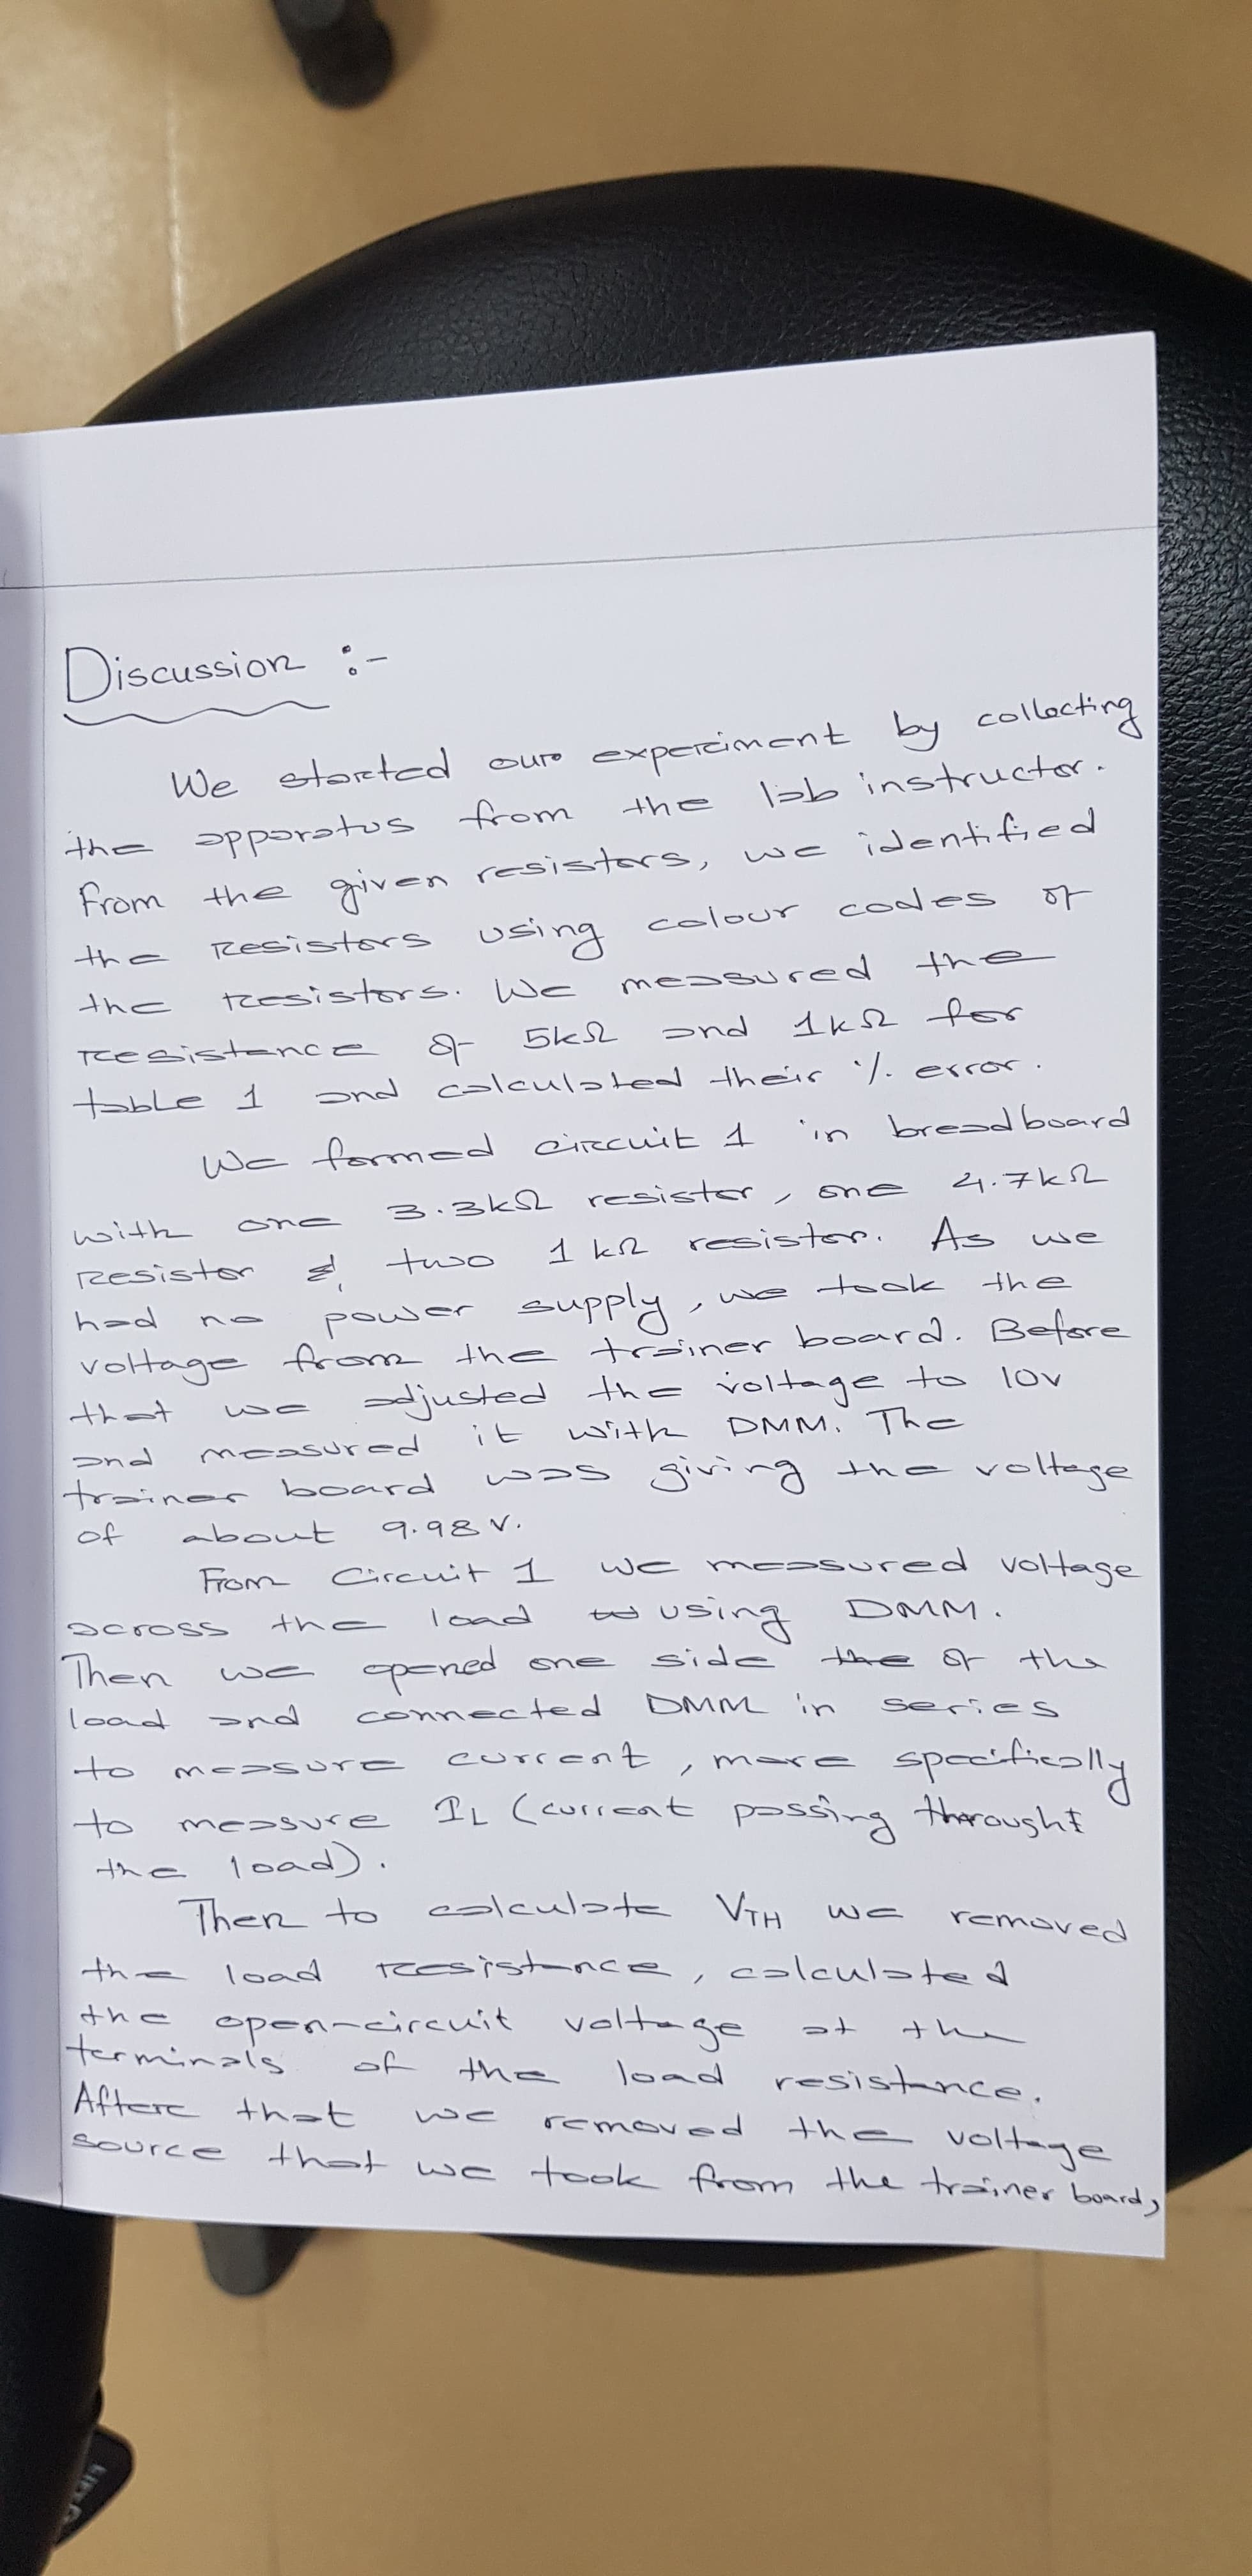 Discussion :-
We started our experiment by collecting
the apparatus from the lab instructor.
From the given resistors, we identified
the resistors using colour codes of
the resistors. We measured the
resistance of 5kΩ and 1kΩ for
table 1 and calculated their % error.
We formed circuit 1 in breadboard
with one 3.3kΩ resistor, one 4.7kΩ
resistor & two 1kΩ resistor. As we
had no power supply, we took the
voltage from the trainer board. Before
that we adjusted the voltage to 10v
and measured it with DMM. The
trainer board was giving the voltage
of about 9.98 v.
From Circuit 1 we measured voltage
across the load using DMM.
Then we opened one side the of the
load and connected DMM in series
to measure current, more specifically
to measure IL (current passing throught
the load).
Then to calculate VTH we removed
the load resistance, calculated
the open-circuit voltage at the
terminals of the load resistance.
After that we removed the voltage
source that we took from the trainer board,